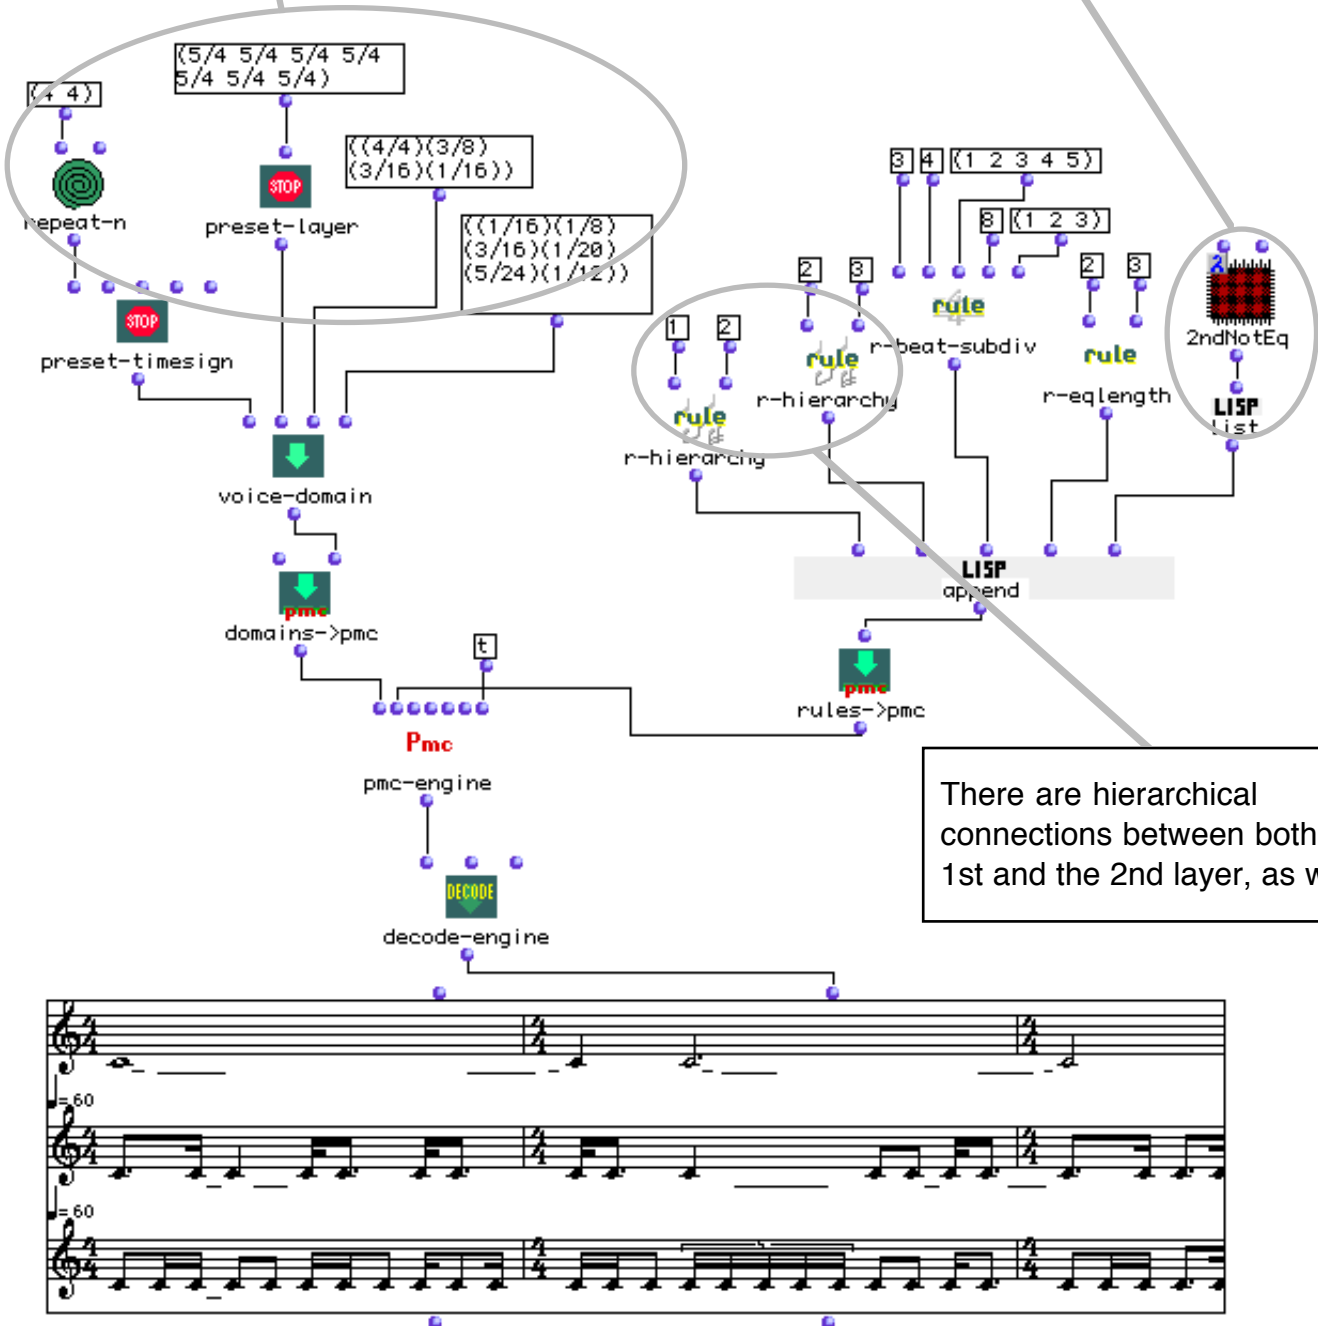 (5/4 5/4 5/4 5/4
5/4 5/4 5/4)
(4 4)
((4/4)(3/8)
(3/16)(1/16))
repeat-n
preset-layer
STOP
((1/16)(1/8)
(3/16)(1/20)
(5/24)(1/12))
STOP
preset-timesign
3 4 (1 2 3 4 5)
8 (1 2 3)
2 3
rule
r-beat-subdiv
2 3
rule
r-eqlength
2ndNotEq
LISP
list
1 2
rule
r-hierarchy
rule
r-hierarchy
voice-domain
pmc
domains->pmc
LISP
append
t
pmc
rules->pmc
Pmc
pmc-engine
There are hierarchical
connections between both
1st and the 2nd layer, as w
DECODE
decode-engine
=60
=60